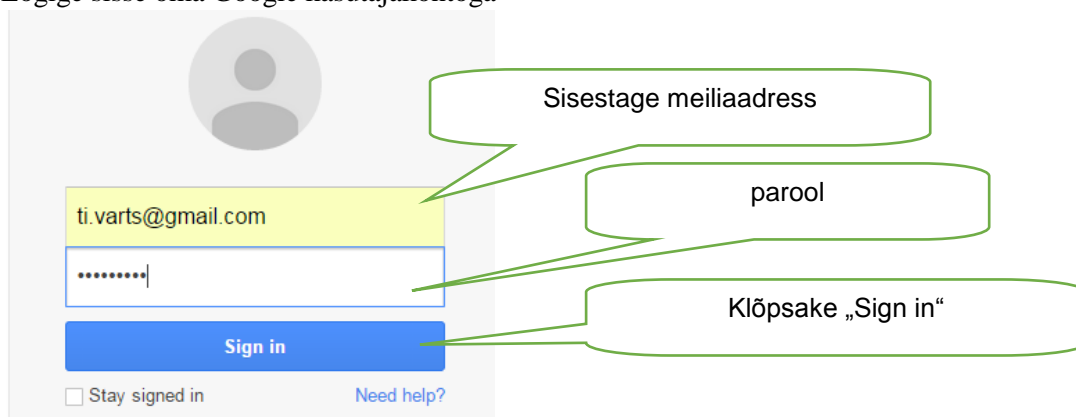 Logige sisse oma Google kasutajakontoga
Sisestage meiliaadress
ti.varts@gmail.com
parool
•••••••••
Klõpsake „Sign in“
Sign in
Stay signed in
Need help?